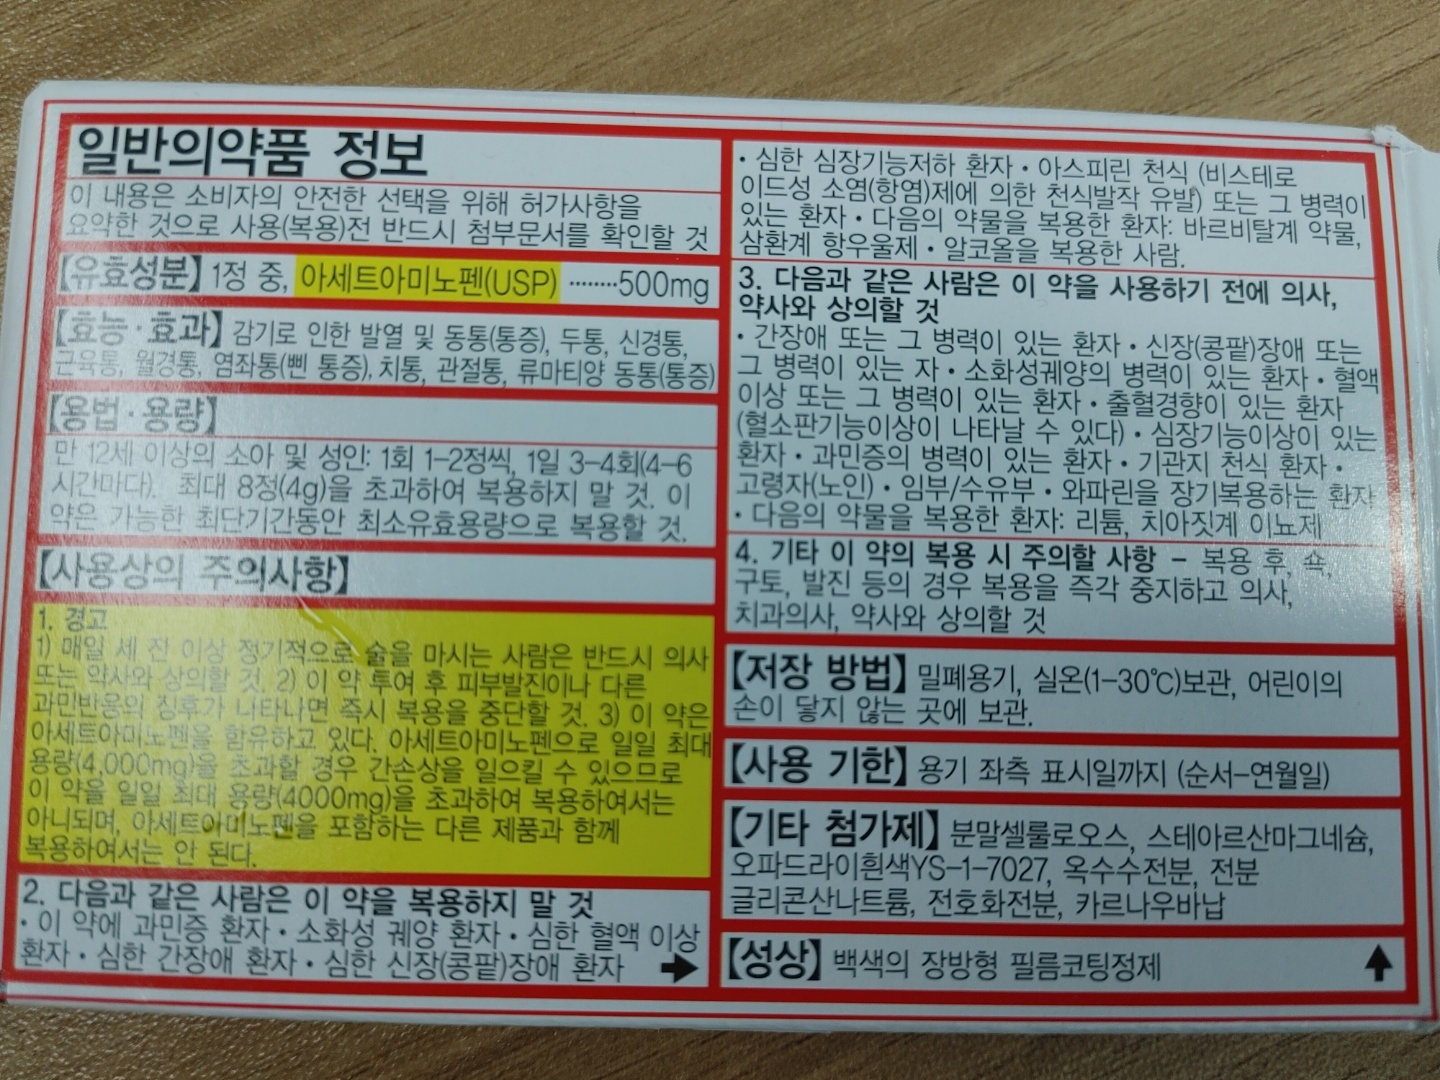 일반의약품 정보
이 내용은 소비자의 안전한 선택을 위해 허가사항을
요약한 것으로 사용(복용)전 반드시 첨부문서를 확인할 것
【유효성분】 1정 중, 아세트아미노펜(USP) ········500mg
【효능·효과】 감기로 인한 발열 및 동통(통증), 두통, 신경통,
근육통, 월경통, 염좌통(삔 통증), 치통, 관절통, 류마티양 동통(통증)
【용법·용량】
만 12세 이상의 소아 및 성인: 1회 1-2정씩, 1일 3-4회(4-6
시간마다). 최대 8정(4g)을 초과하여 복용하지 말 것. 이
약은 가능한 최단기간동안 최소유효용량으로 복용할 것.
【사용상의 주의사항】
1. 경고
1) 매일 세 잔 이상 정기적으로 술을 마시는 사람은 반드시 의사
또는 약사와 상의할 것. 2) 이 약 투여 후 피부발진이나 다른
과민반응의 징후가 나타나면 즉시 복용을 중단할 것. 3) 이 약은
아세트아미노펜을 함유하고 있다. 아세트아미노펜으로 일일 최대
용량(4,000mg)을 초과할 경우 간손상을 일으킬 수 있으므로
이 약을 일일 최대 용량(4000mg)을 초과하여 복용하여서는
아니되며, 아세트아미노펜을 포함하는 다른 제품과 함께
복용하여서는 안 된다.
2. 다음과 같은 사람은 이 약을 복용하지 말 것
• 이 약에 과민증 환자 • 소화성 궤양 환자 • 심한 혈액 이상
환자 • 심한 간장애 환자 • 심한 신장(콩팥)장애 환자
• 심한 심장기능저하 환자 • 아스피린 천식 (비스테로
이드성 소염(항염)제에 의한 천식발작 유발) 또는 그 병력이
있는 환자 • 다음의 약물을 복용한 환자: 바르비탈계 약물,
삼환계 항우울제 • 알코올을 복용한 사람.
3. 다음과 같은 사람은 이 약을 사용하기 전에 의사,
약사와 상의할 것
• 간장애 또는 그 병력이 있는 환자 • 신장(콩팥)장애 또는
그 병력이 있는 자 • 소화성궤양의 병력이 있는 환자 • 혈액
이상 또는 그 병력이 있는 환자 • 출혈경향이 있는 환자
(혈소판기능이상이 나타날 수 있다) • 심장기능이상이 있는
환자 • 과민증의 병력이 있는 환자 • 기관지 천식 환자 •
고령자(노인) • 임부/수유부 • 와파린을 장기복용하는 환자
• 다음의 약물을 복용한 환자: 리튬, 치아짓계 이뇨제
4. 기타 이 약의 복용 시 주의할 사항 – 복용 후, 쇽,
구토, 발진 등의 경우 복용을 즉각 중지하고 의사,
치과의사, 약사와 상의할 것
【저장 방법】 밀폐용기, 실온(1-30℃)보관, 어린이의
손이 닿지 않는 곳에 보관.
【사용 기한】 용기 좌측 표시일까지 (순서-연월일)
【기타 첨가제】 분말셀룰로오스, 스테아르산마그네슘,
오파드라이흰색YS-1-7027, 옥수수전분, 전분
글리콘산나트륨, 전호화전분, 카르나우바납
【성상】 백색의 장방형 필름코팅정제